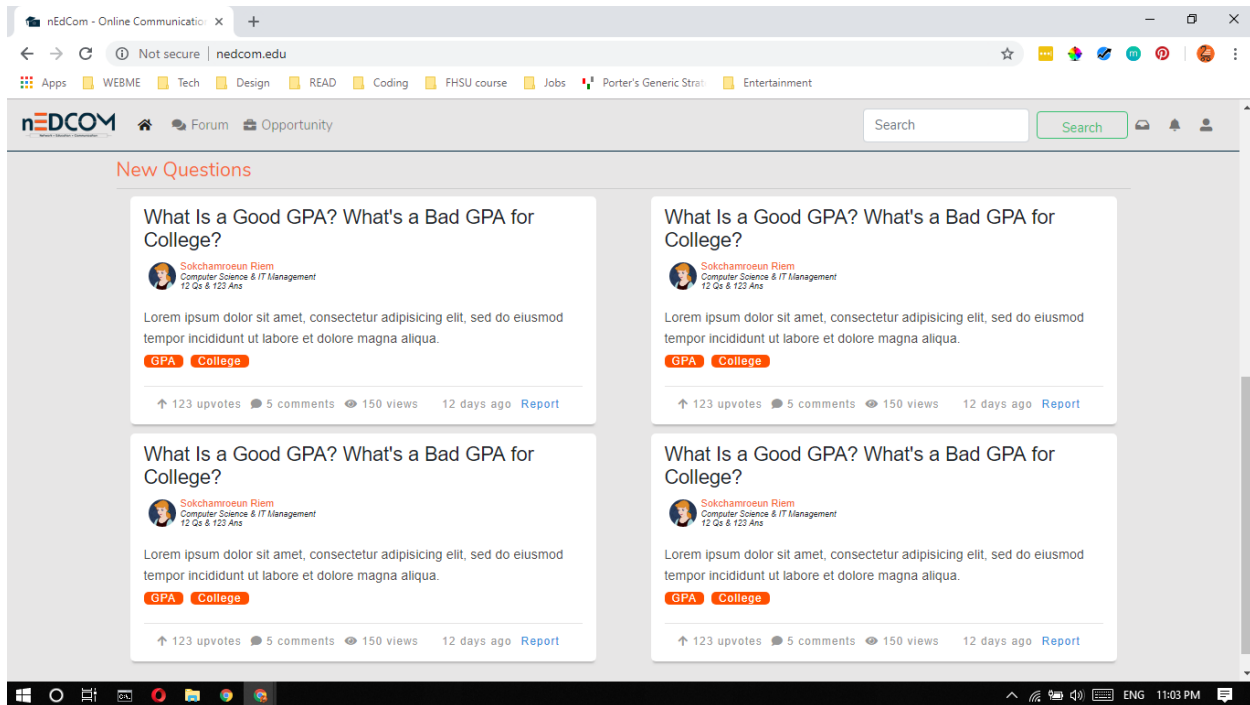 nEdCom - Online Communicatio
Not secure | nedcom.edu
Apps WEBME Tech Design READ Coding FHSU course Jobs Porter's Generic Strat Entertainment
nEDCOM Forum Opportunity Search Search
Network - Education - Communication
New Questions
What Is a Good GPA? What's a Bad GPA for
College?
Sokchamroeun Riem
Computer Science & IT Management
12 Qs & 123 Ans
Lorem ipsum dolor sit amet, consectetur adipisicing elit, sed do eiusmod
tempor incididunt ut labore et dolore magna aliqua.
GPA College
123 upvotes 5 comments 150 views 12 days ago Report
What Is a Good GPA? What's a Bad GPA for
College?
Sokchamroeun Riem
Computer Science & IT Management
12 Qs & 123 Ans
Lorem ipsum dolor sit amet, consectetur adipisicing elit, sed do eiusmod
tempor incididunt ut labore et dolore magna aliqua.
GPA College
123 upvotes 5 comments 150 views 12 days ago Report
What Is a Good GPA? What's a Bad GPA for
College?
Sokchamroeun Riem
Computer Science & IT Management
12 Qs & 123 Ans
Lorem ipsum dolor sit amet, consectetur adipisicing elit, sed do eiusmod
tempor incididunt ut labore et dolore magna aliqua.
GPA College
123 upvotes 5 comments 150 views 12 days ago Report
What Is a Good GPA? What's a Bad GPA for
College?
Sokchamroeun Riem
Computer Science & IT Management
12 Qs & 123 Ans
Lorem ipsum dolor sit amet, consectetur adipisicing elit, sed do eiusmod
tempor incididunt ut labore et dolore magna aliqua.
GPA College
123 upvotes 5 comments 150 views 12 days ago Report
ENG 11:03 PM